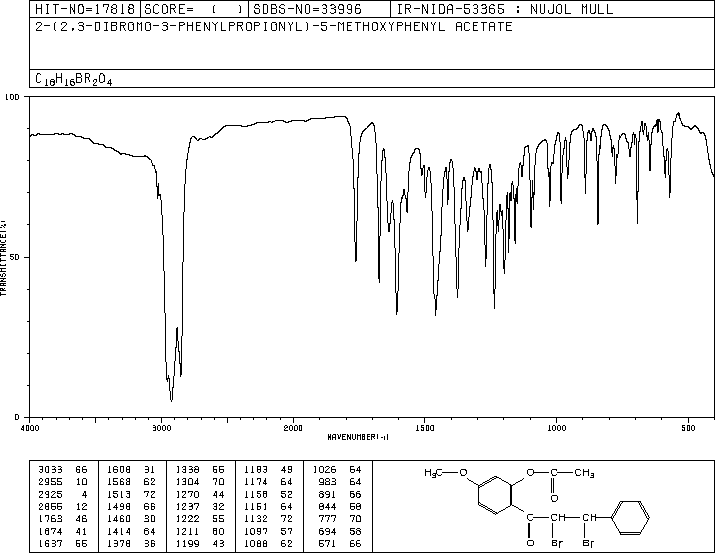 HIT-NO=17818 SCORE= ( ) SDBS-NO=33996 IR-NIDA-53365 : NUJOL MULL
2-(2,3-DIBROMO-3-PHENYLPROPIONYL)-5-METHOXYPHENYL ACETATE
C18H16BR2O4
100
50
0
TRANSMITTANCE(%)
4000 3000 2000 1500 1000 500
WAVENUMBER(-1)
3033 66 1608 31 1338 55 1183 49 1026 64
2955 10 1568 62 1304 70 1174 64 983 64
2925 4 1513 72 1270 44 1158 52 891 66
2855 12 1498 66 1237 32 1151 64 844 58
1763 46 1460 30 1222 55 1132 72 777 70
1674 41 1414 64 1211 60 1097 57 694 58
1637 55 1378 36 1199 43 1088 62 571 66
H3C O O CH3
O
CH CH
O Br Br